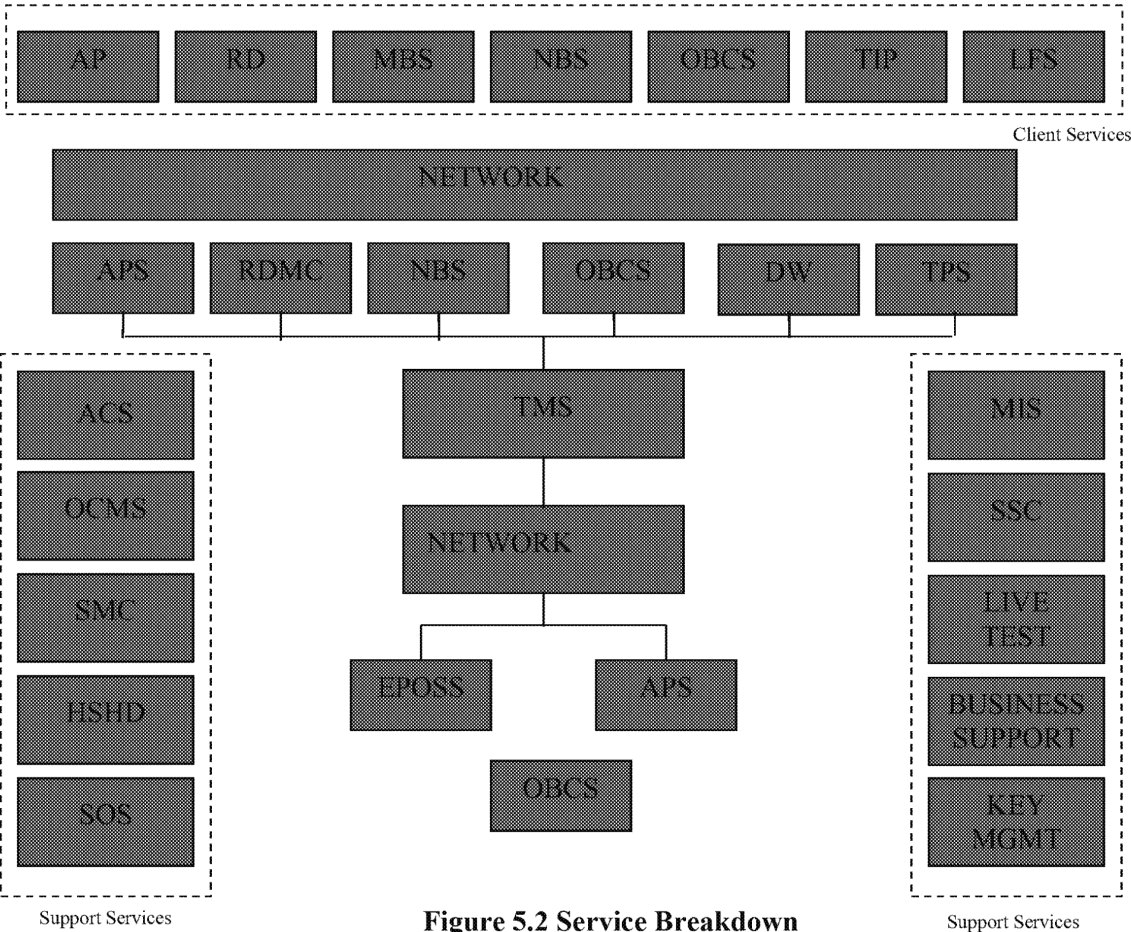 AP
RD
MBS
NBS
OBCS
TIP
LFS
Client Services
NETWORK
APS
RDMC
NBS
OBCS
DW
TPS
ACS
OCMS
SMC
HSHD
SOS
Support Services
TMS
NETWORK
EPOSS
APS
OBCS
MIS
SSC
LIVE
TEST
BUSINESS
SUPPORT
KEY
MGMT
Support Services
Figure 5.2 Service Breakdown